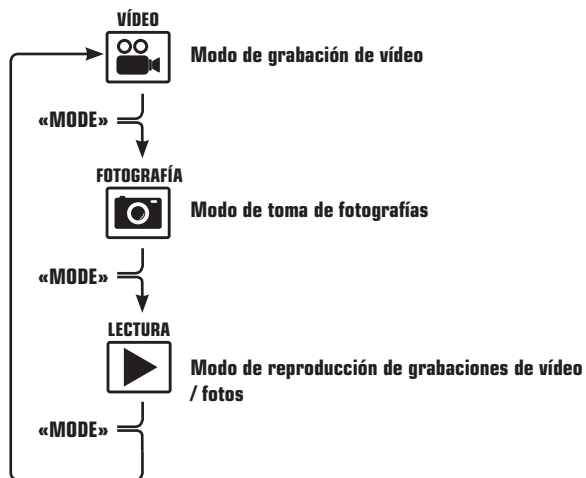 VÍDEO
Modo de grabación de vídeo
«MODE»
FOTOGRAFÍA
Modo de toma de fotografías
«MODE»
LECTURA
Modo de reproducción de grabaciones de vídeo
/ fotos
«MODE»